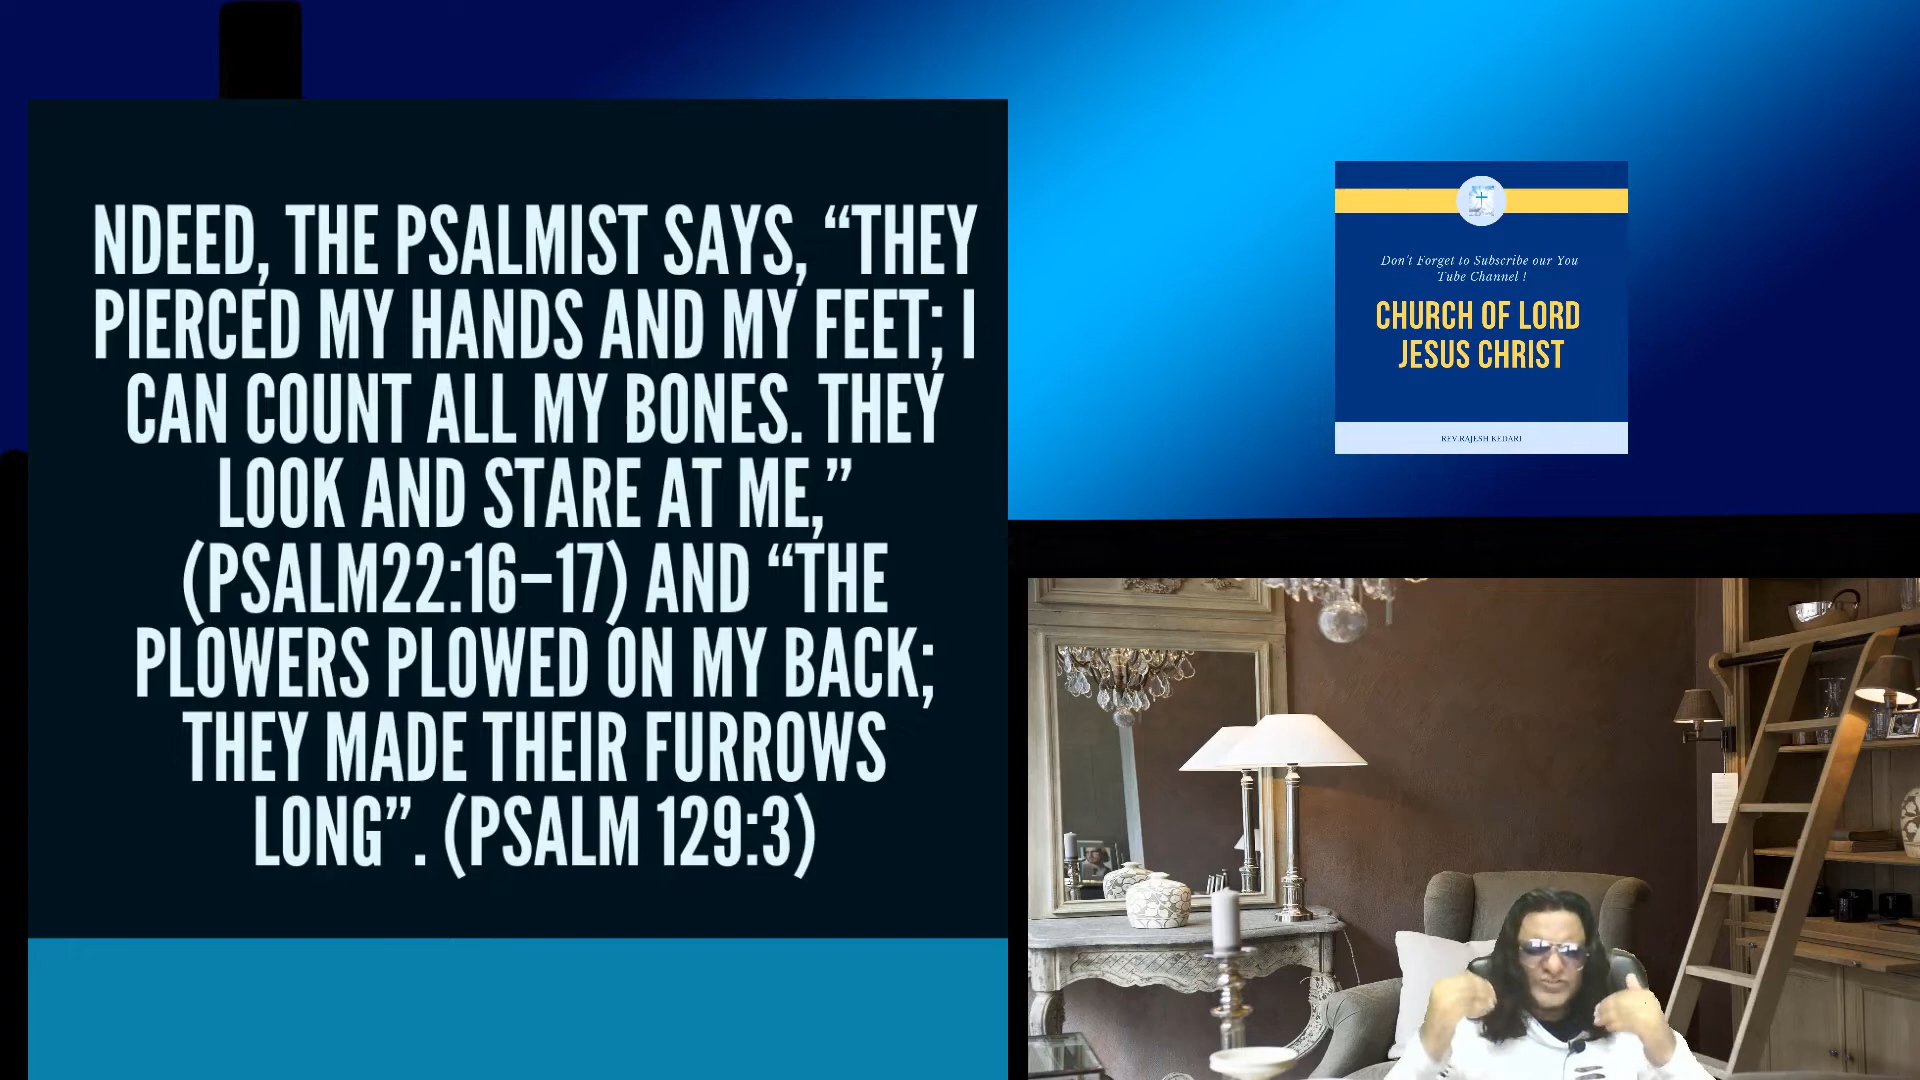 NDEED, THE PSALMIST SAYS, “THEY
PIERCED MY HANDS AND MY FEET; I
CAN COUNT ALL MY BONES. THEY
LOOK AND STARE AT ME,”
(PSALM22:16–17) AND “THE
PLOWERS PLOWED ON MY BACK;
THEY MADE THEIR FURROWS
LONG”. (PSALM 129:3)
Don't Forget to Subscribe our You
Tube Channel !
CHURCH OF LORD
JESUS CHRIST
REV.RAJESH KEDARI